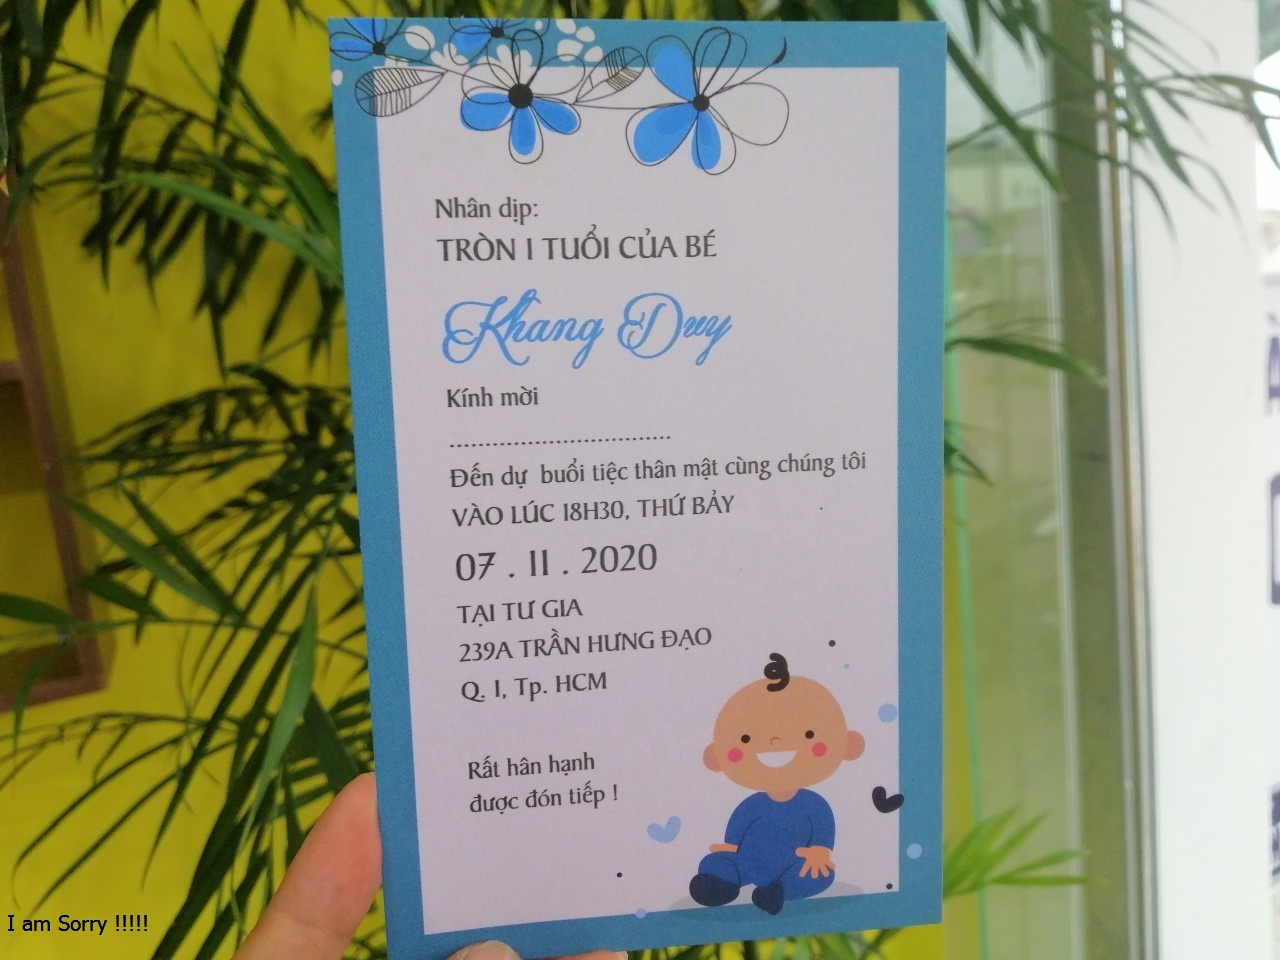 Nhân dịp:
TRÒN 1 TUỔI CỦA BÉ
Khang Duy
Kính mời
................................
Đến dự buổi tiệc thân mật cùng chúng tôi
VÀO LÚC 18H30, THỨ BẢY
07 . 11 . 2020
TẠI TƯ GIA
239A TRẦN HƯNG ĐẠO
Q. 1, Tp. HCM
Rất hân hạnh
được đón tiếp !
I am Sorry !!!!!